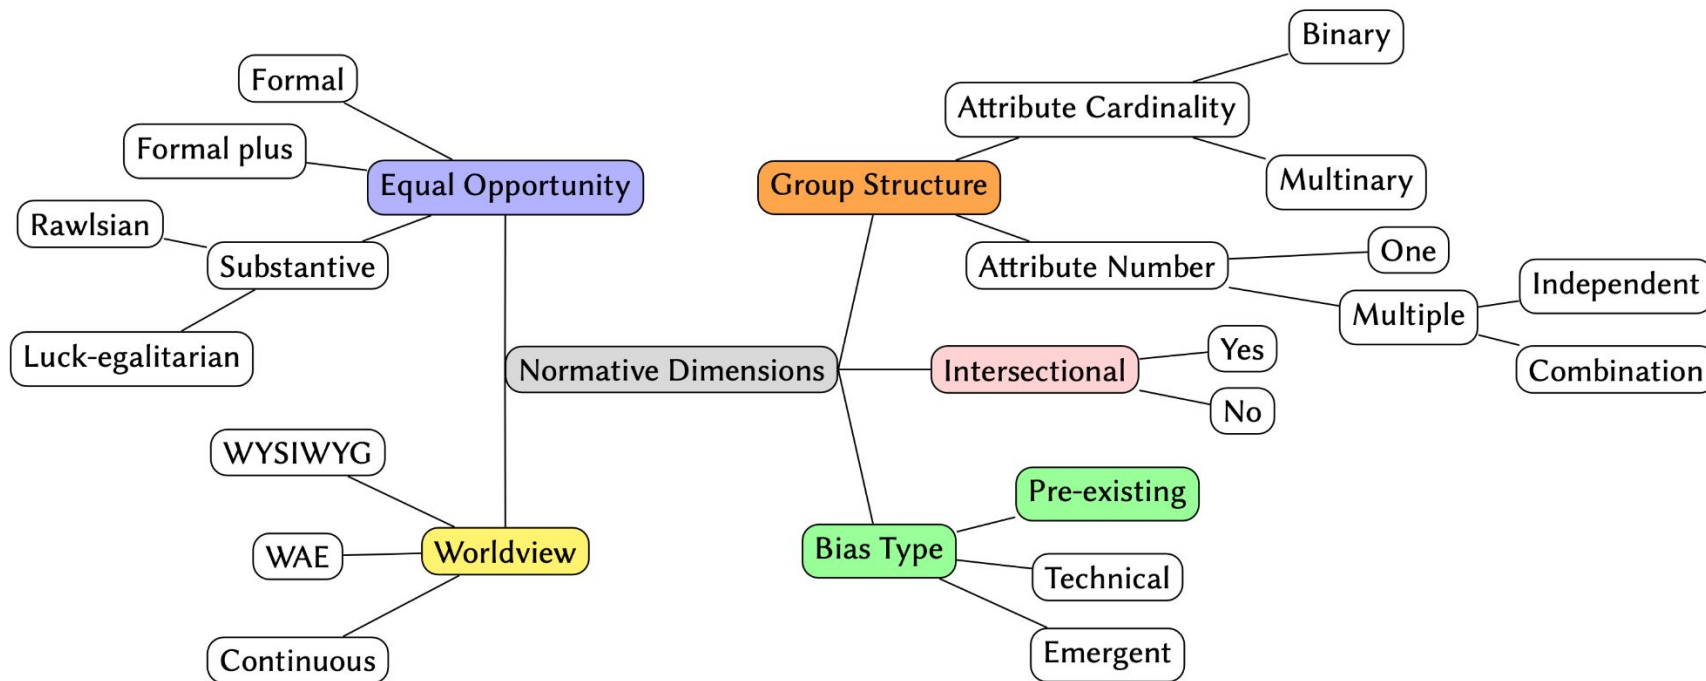 Binary
Formal
Attribute Cardinality
Formal plus
Equal Opportunity
Group Structure
Multinary
Rawlsian
Substantive
Attribute Number
One
Independent
Multiple
Luck-egalitarian
Normative Dimensions
Intersectional
Yes
Combination
No
WYSIWYG
Pre-existing
WAE
Worldview
Bias Type
Technical
Continuous
Emergent